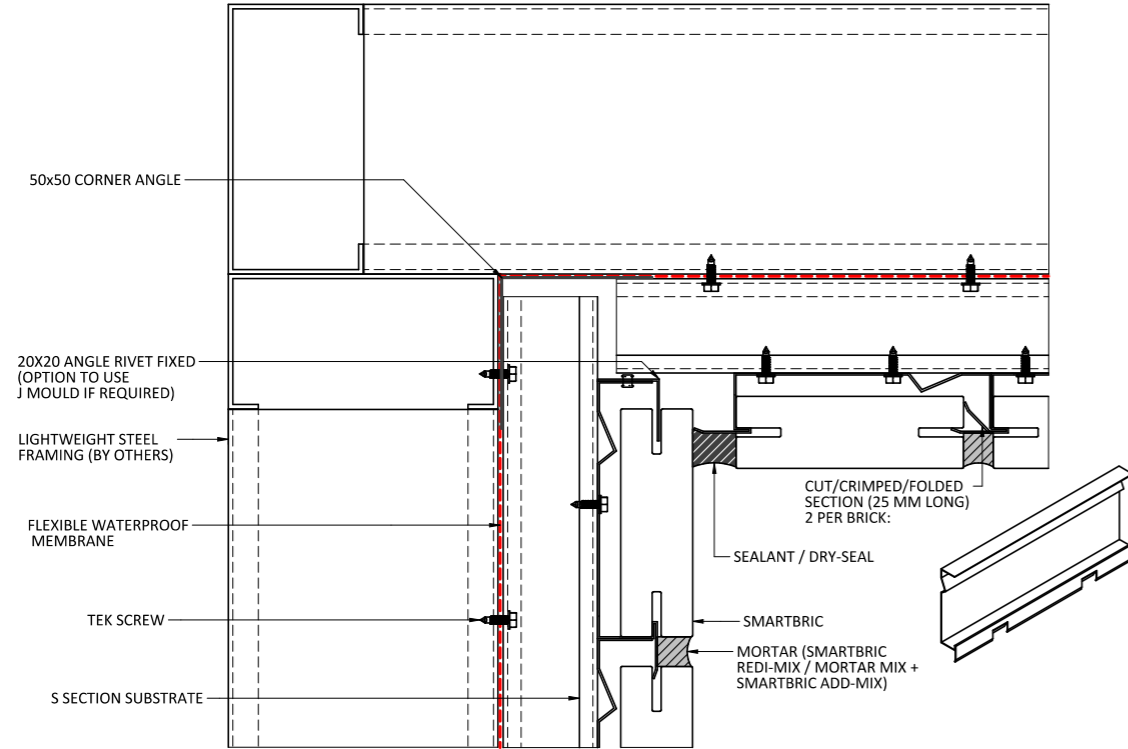 50x50 CORNER ANGLE
20X20 ANGLE RIVET FIXED
(OPTION TO USE
J MOULD IF REQUIRED)
LIGHTWEIGHT STEEL
FRAMING (BY OTHERS)
FLEXIBLE WATERPROOF
MEMBRANE
TEK SCREW
S SECTION SUBSTRATE
CUT/CRIMPED/FOLDED
SECTION (25 MM LONG)
2 PER BRICK:
SEALANT / DRY-SEAL
SMARTBRIC
MORTAR (SMARTBRIC
REDI-MIX / MORTAR MIX +
SMARTBRIC ADD-MIX)